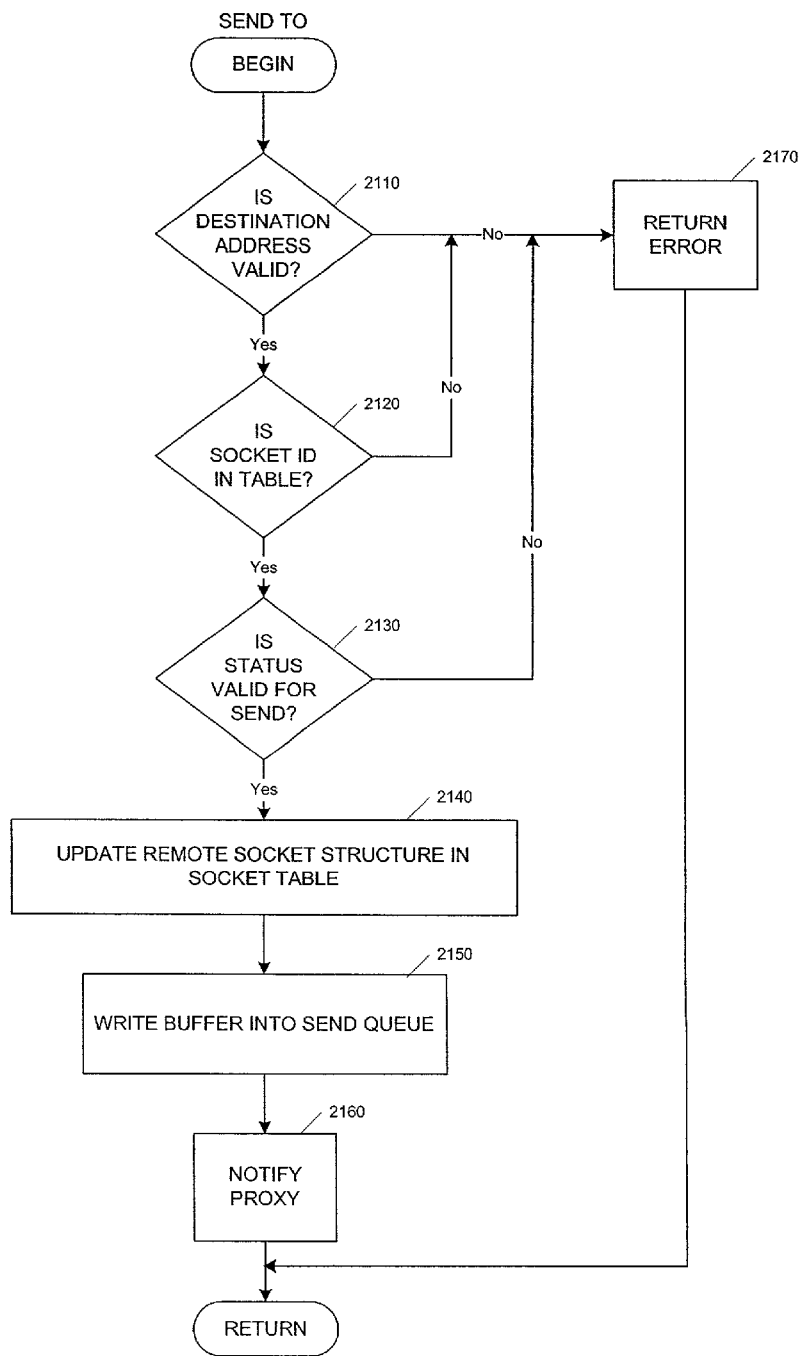 SEND TO
BEGIN
2110
IS
DESTINATION
ADDRESS
VALID?
No
2170
RETURN
ERROR
Yes
2120
IS
SOCKET ID
IN TABLE?
No
Yes
2130
IS
STATUS
VALID FOR
SEND?
No
Yes
2140
UPDATE REMOTE SOCKET STRUCTURE IN
SOCKET TABLE
2150
WRITE BUFFER INTO SEND QUEUE
2160
NOTIFY
PROXY
RETURN